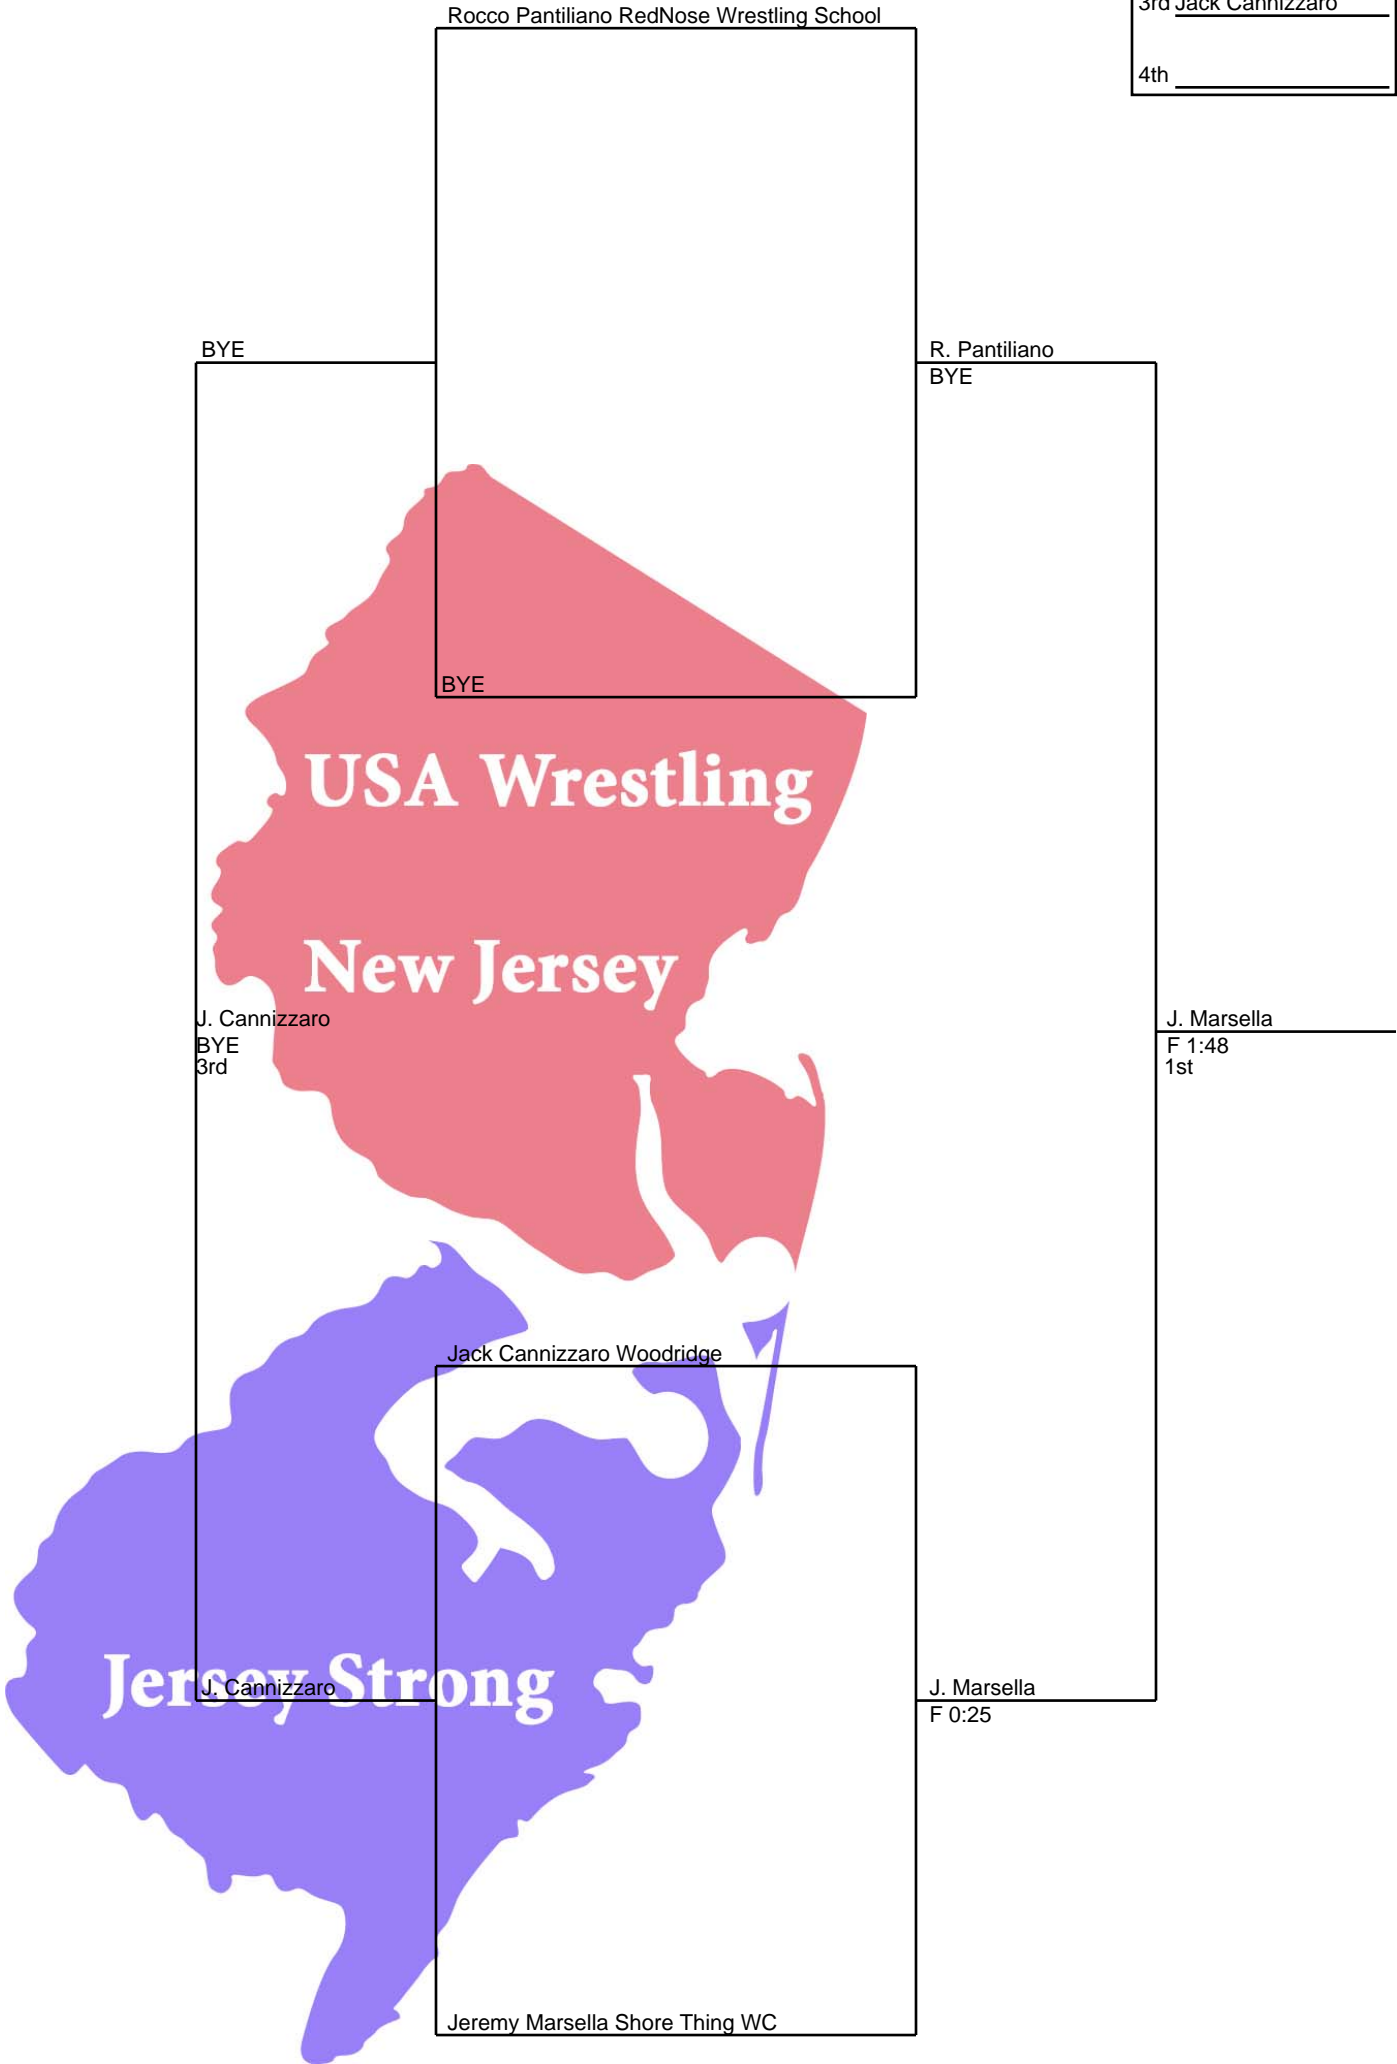 Rocco Pantiliano RedNose Wrestling School
3rd Jack Cannizzaro
4th
BYE
R. Pantiliano
BYE
BYE
USA Wrestling
New Jersey
J. Cannizzaro
BYE
3rd
J. Marsella
F 1:48
1st
Jack Cannizzaro Woodridge
Jersey Strong
J. Cannizzaro
J. Marsella
F 0:25
Jeremy Marsella Shore Thing WC